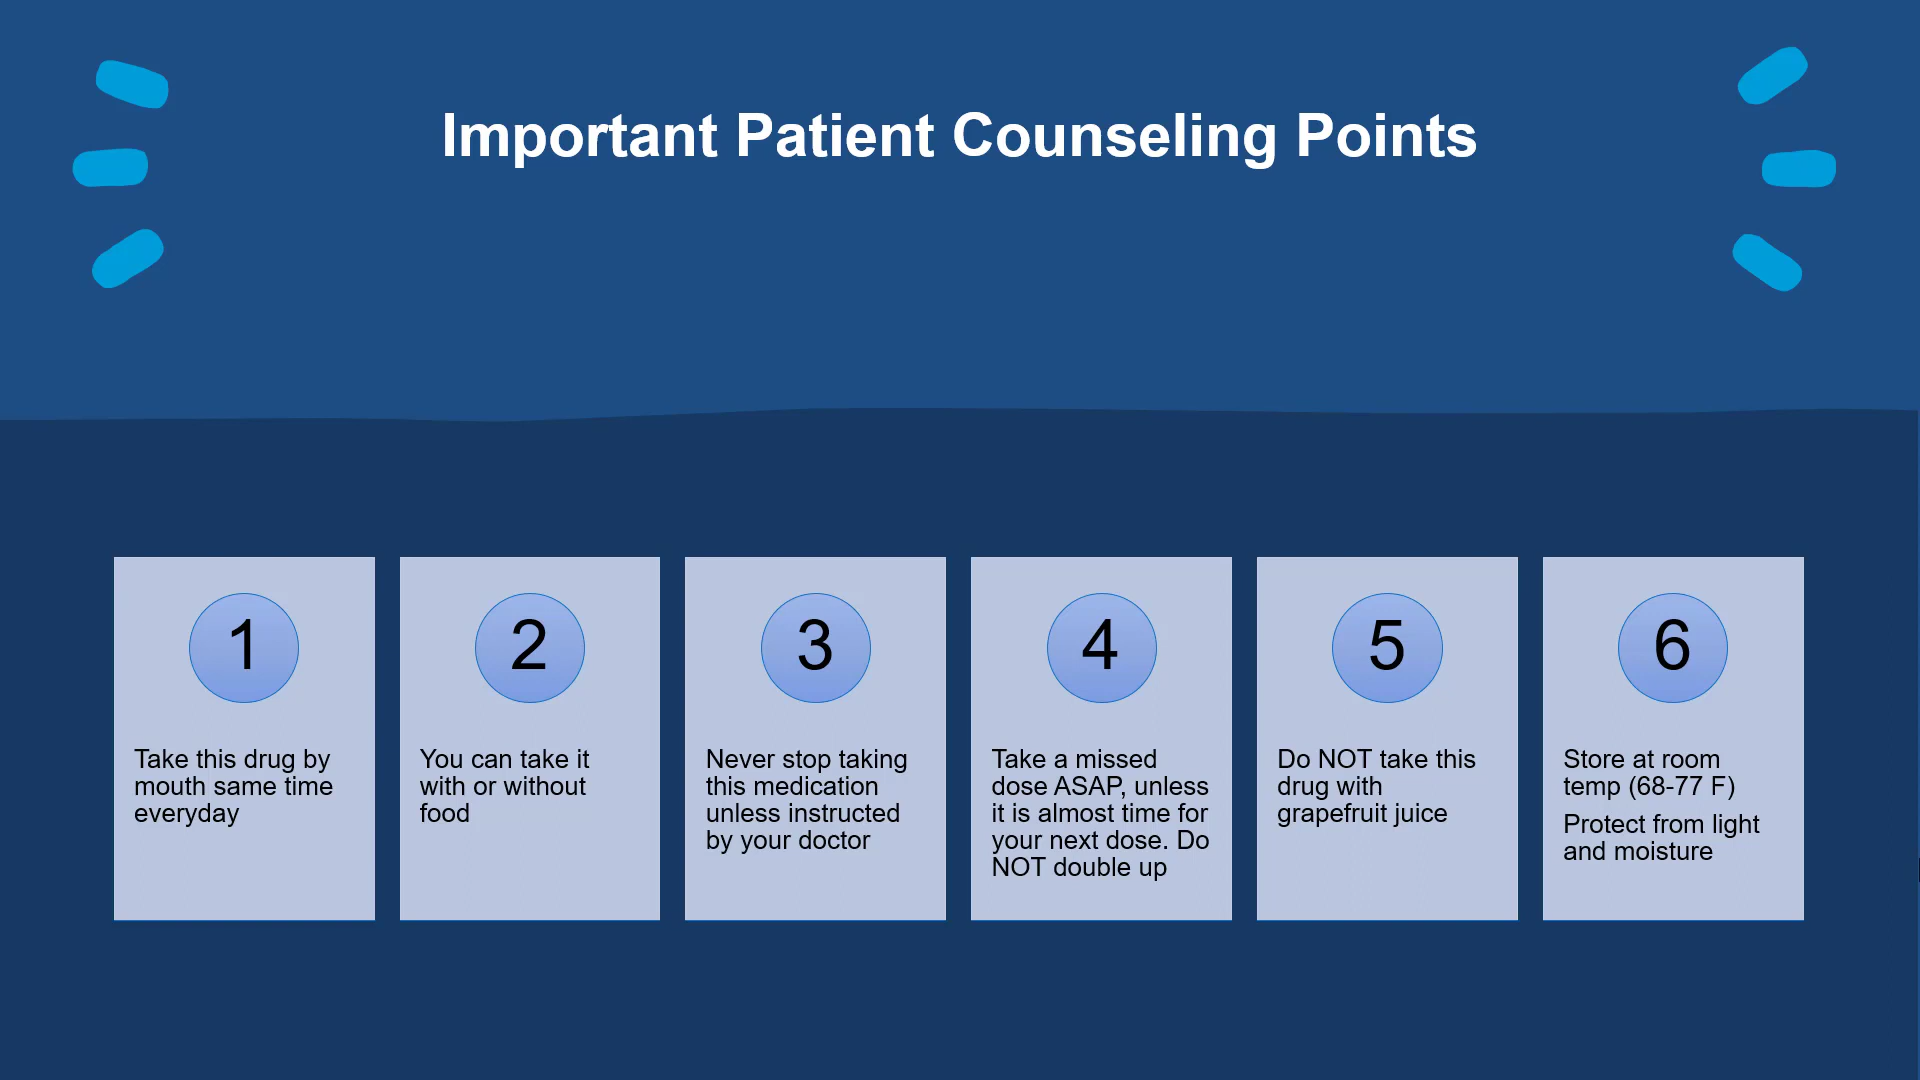 Important Patient Counseling Points
1
Take this drug by
mouth same time
everyday
2
You can take it
with or without
food
3
Never stop taking
this medication
unless instructed
by your doctor
4
Take a missed
dose ASAP, unless
it is almost time for
your next dose. Do
NOT double up
5
Do NOT take this
drug with
grapefruit juice
6
Store at room
temp (68-77 F)
Protect from light
and moisture